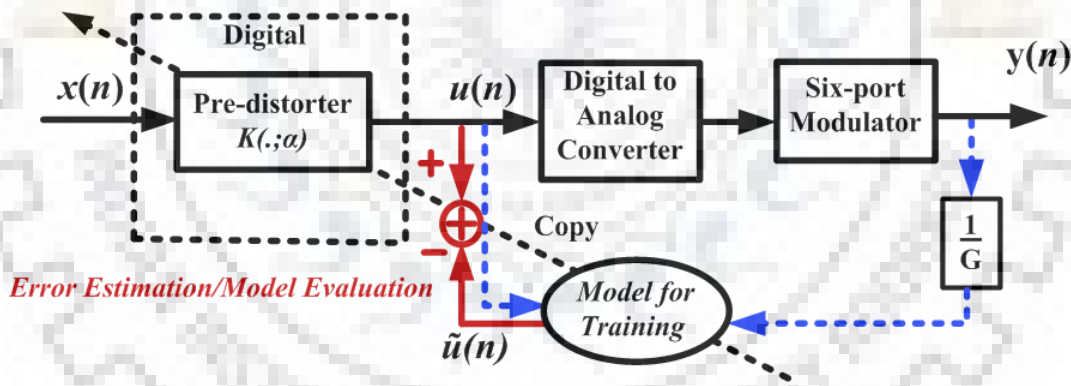 Digital
x(n)
Pre-distorter
K(.;α)
u(n)
Digital to
Analog
Converter
Six-port
Modulator
y(n)
+
+
−
Copy
1
G
Error Estimation/Model Evaluation
Model for
Training
ũ(n)